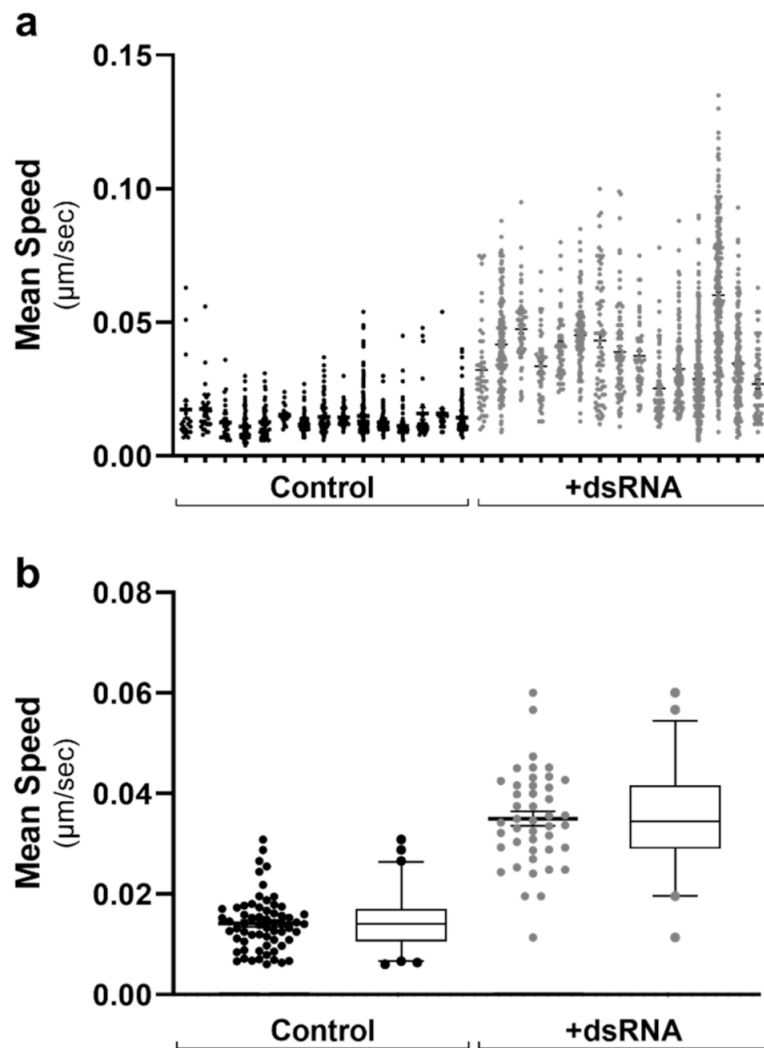 a
0.15
0.10
0.05
0.00
Mean Speed
(µm/sec)
Control
+dsRNA
b
0.08
0.06
0.04
0.02
0.00
Mean Speed
(µm/sec)
Control
+dsRNA